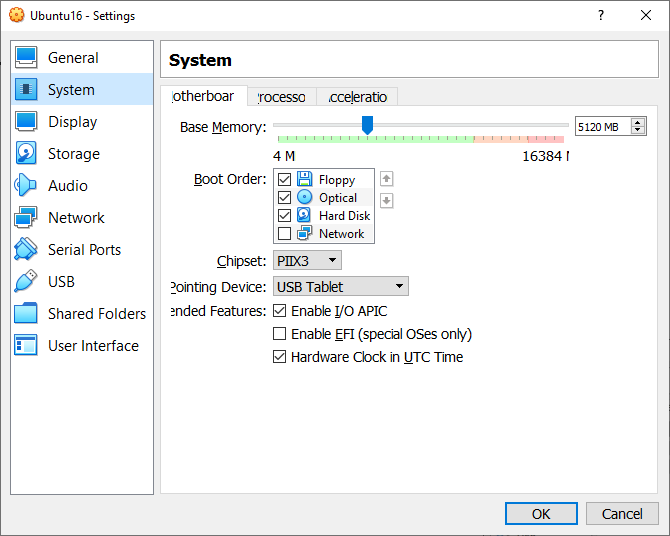 Ubuntu16 - Settings
General
System
Display
Storage
Audio
Network
Serial Ports
USB
Shared Folders
User Interface
System
otherboar
rocesso
cceleratio
Base Memory:
5120 MB
4 M
16384 M
Boot Order:
Floppy
Optical
Hard Disk
Network
Chipset:
PIIX3
Pointing Device:
USB Tablet
ended Features:
Enable I/O APIC
Enable EFI (special OSes only)
Hardware Clock in UTC Time
OK
Cancel